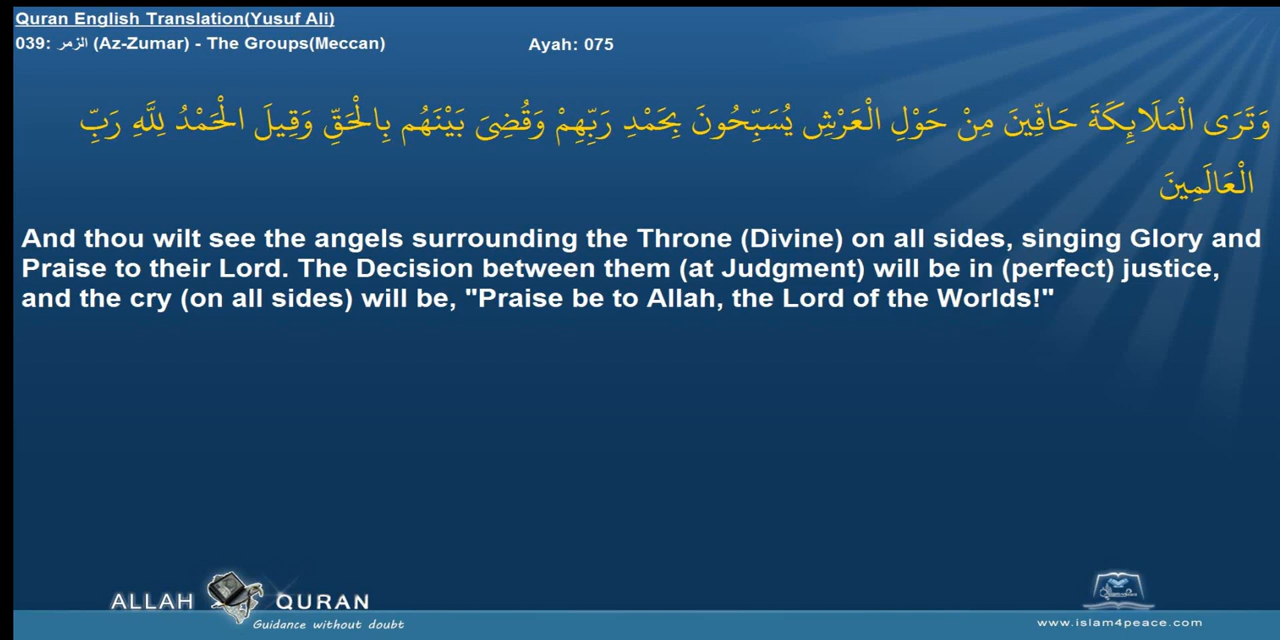 Quran English Translation(Yusuf Ali)
039: الزمر (Az-Zumar) - The Groups(Meccan) Ayah: 075
وَتَرَى الْمَلَائِكَةَ حَافِّينَ مِنْ حَوْلِ الْعَرْشِ يُسَبِّحُونَ بِحَمْدِ رَبِّهِمْ وَقُضِيَ بَيْنَهُم بِالْحَقِّ وَقِيلَ الْحَمْدُ لِلَّهِ رَبِّ
الْعَالَمِينَ
And thou wilt see the angels surrounding the Throne (Divine) on all sides, singing Glory and
Praise to their Lord. The Decision between them (at Judgment) will be in (perfect) justice,
and the cry (on all sides) will be, "Praise be to Allah, the Lord of the Worlds!"
ALLAH QURAN
Guidance without doubt
www.islam4peace.com